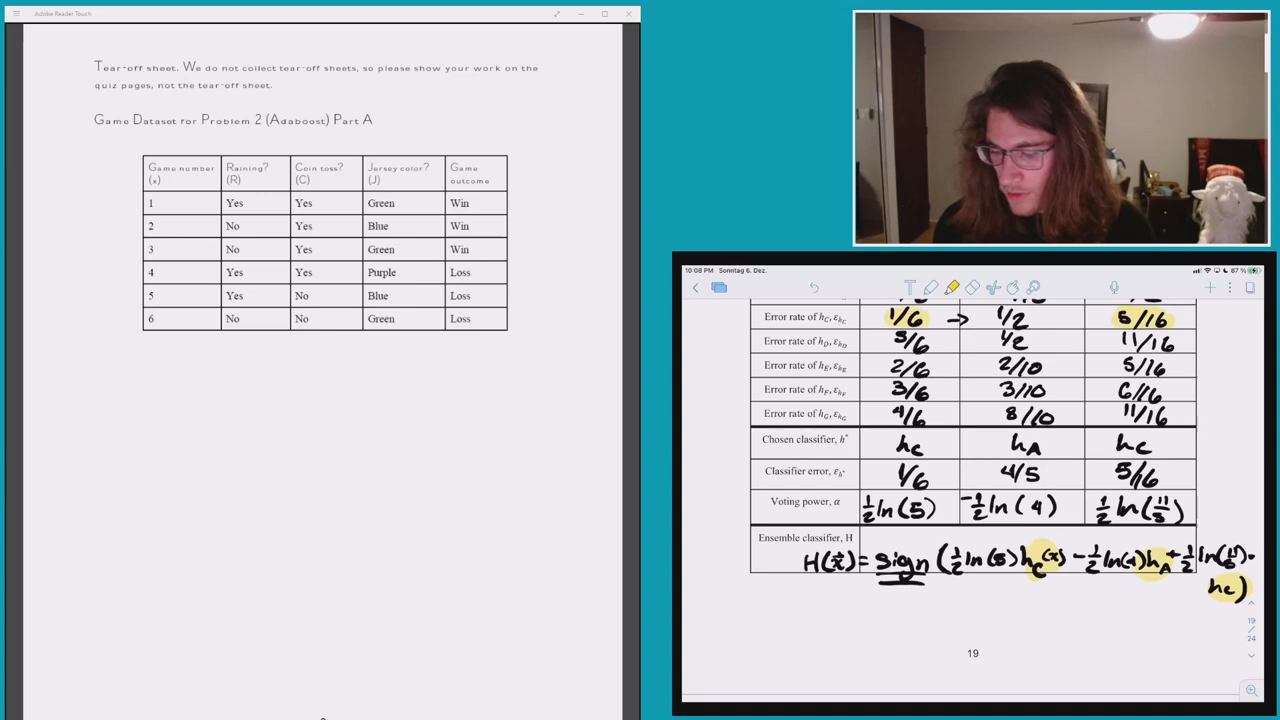 Adobe Reader Touch
Tear-off sheet. We do not collect tear-off sheets, so please show your work on the
quiz pages, not the tear-off sheet.
Game Dataset for Problem 2 (Adaboost) Part A
Game number (x) Raining? (R) Coin toss? (C) Jersey color? (J) Game outcome
1 Yes Yes Green Win
2 No Yes Blue Win
3 No Yes Green Win
4 Yes Yes Purple Loss
5 Yes No Blue Loss
6 No No Green Loss
10:08 PM Sonntag 6. Dez. 87 %
Error rate of hC, εhC 1/6 → 1/2 5/16
Error rate of hD, εhD 5/6 1/2 11/16
Error rate of hE, εhE 2/6 2/10 5/16
Error rate of hF, εhF 3/6 3/10 6/16
Error rate of hG, εhG 4/6 8/10 11/16
Chosen classifier, h* hC hA hC
Classifier error, εh* 1/6 4/5 5/16
Voting power, α 1/2 ln(5) -1/2 ln(4) 1/2 ln(11/5)
Ensemble classifier, H
H(x⃗) = sign (1/2 ln(5) hC(x) - 1/2 ln(4) hA + 1/2 ln(11/5)·
hC)
19
/
24
19